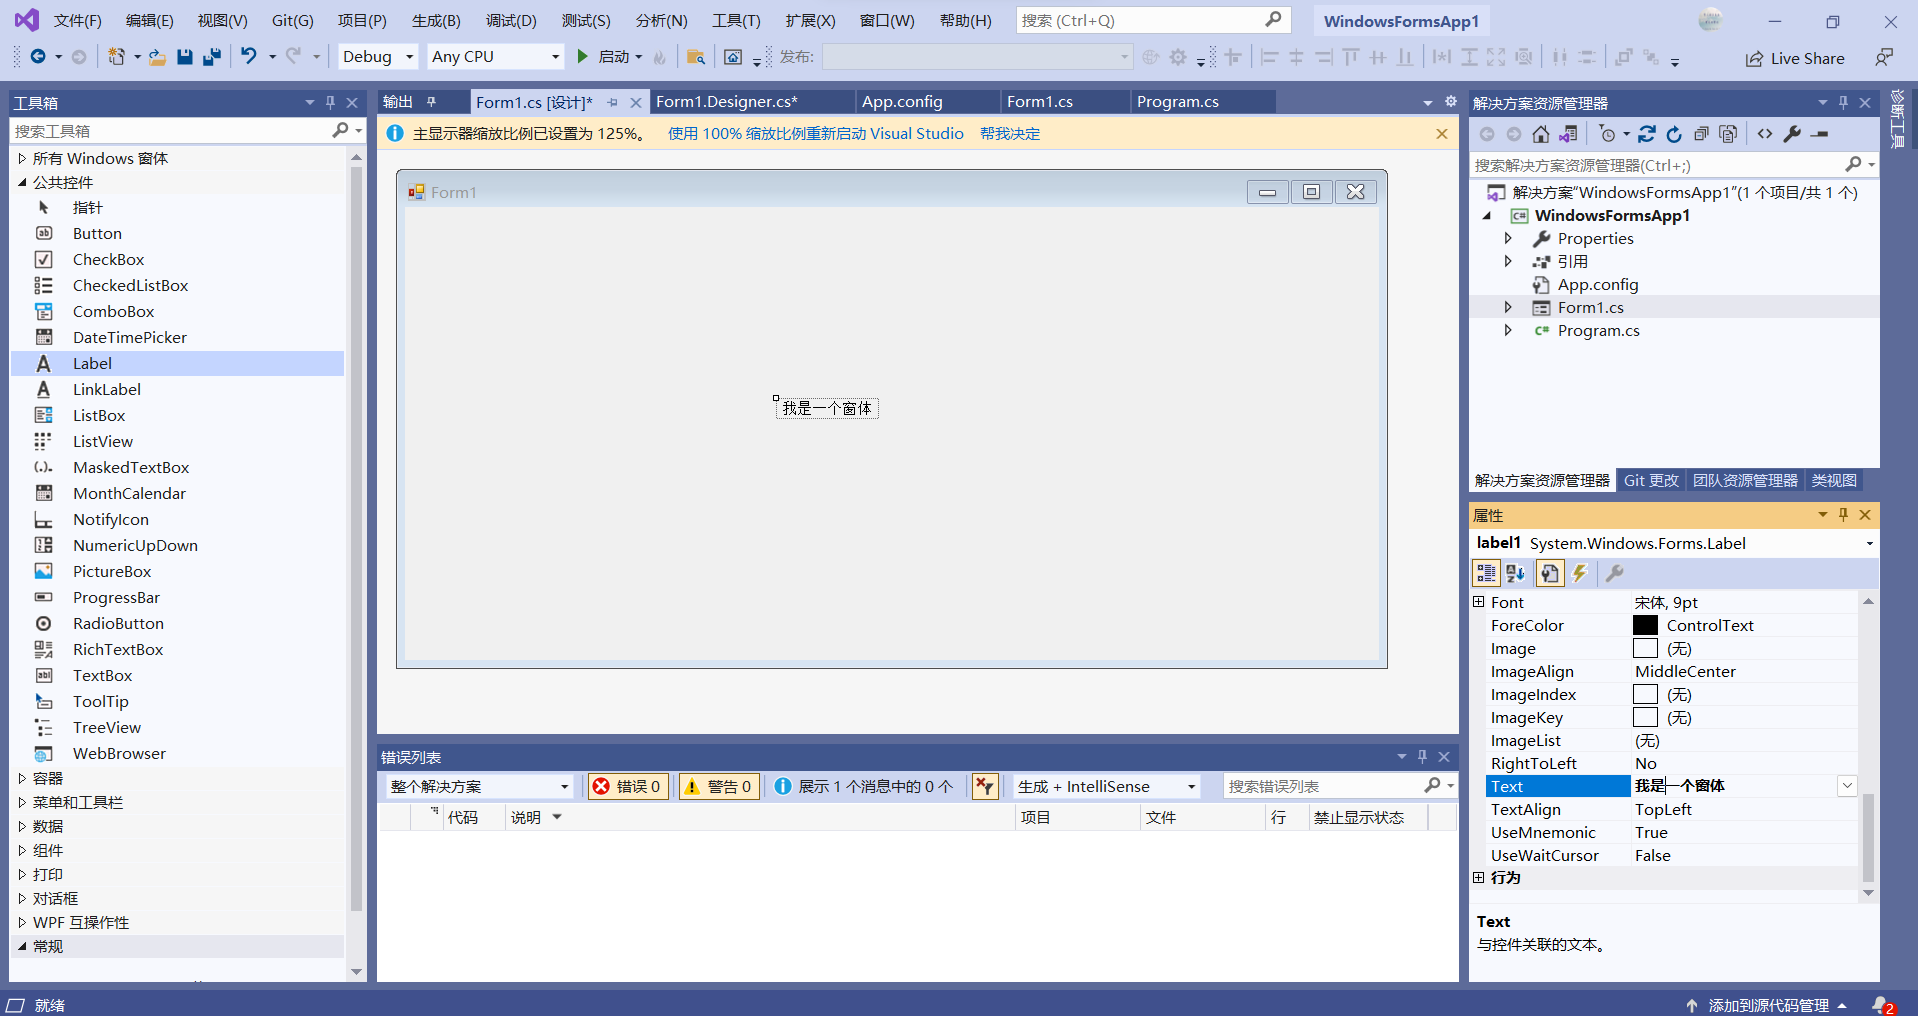 文件(F) 编辑(E) 视图(V) Git(G) 项目(P) 生成(B) 调试(D) 测试(S) 分析(N) 工具(T) 扩展(X) 窗口(W) 帮助(H) 搜索 (Ctrl+Q) WindowsFormsApp1
Debug Any CPU 启动 发布: Live Share
工具箱
搜索工具箱
所有 Windows 窗体
公共控件
指针
Button
CheckBox
CheckedListBox
ComboBox
DateTimePicker
Label
LinkLabel
ListBox
ListView
MaskedTextBox
MonthCalendar
NotifyIcon
NumericUpDown
PictureBox
ProgressBar
RadioButton
RichTextBox
TextBox
ToolTip
TreeView
WebBrowser
容器
菜单和工具栏
数据
组件
打印
对话框
WPF 互操作性
常规
输出 Form1.cs [设计]* Form1.Designer.cs* App.config Form1.cs Program.cs
主显示器缩放比例已设置为 125%。 使用 100% 缩放比例重新启动 Visual Studio 帮我决定
Form1
我是一个窗体
错误列表
整个解决方案 错误 0 警告 0 展示 1 个消息中的 0 个 生成 + IntelliSense 搜索错误列表
代码 说明 项目 文件 行 禁止显示状态
解决方案资源管理器
搜索解决方案资源管理器(Ctrl+;)
解决方案"WindowsFormsApp1"(1 个项目/共 1 个)
WindowsFormsApp1
Properties
引用
App.config
Form1.cs
Program.cs
解决方案资源管理器 Git 更改 团队资源管理器 类视图
属性
label1 System.Windows.Forms.Label
Font 宋体, 9pt
ForeColor ControlText
Image (无)
ImageAlign MiddleCenter
ImageIndex (无)
ImageKey (无)
ImageList (无)
RightToLeft No
Text 我是一个窗体
TextAlign TopLeft
UseMnemonic True
UseWaitCursor False
行为
Text
与控件关联的文本。
诊断工具
就绪 添加到源代码管理 2